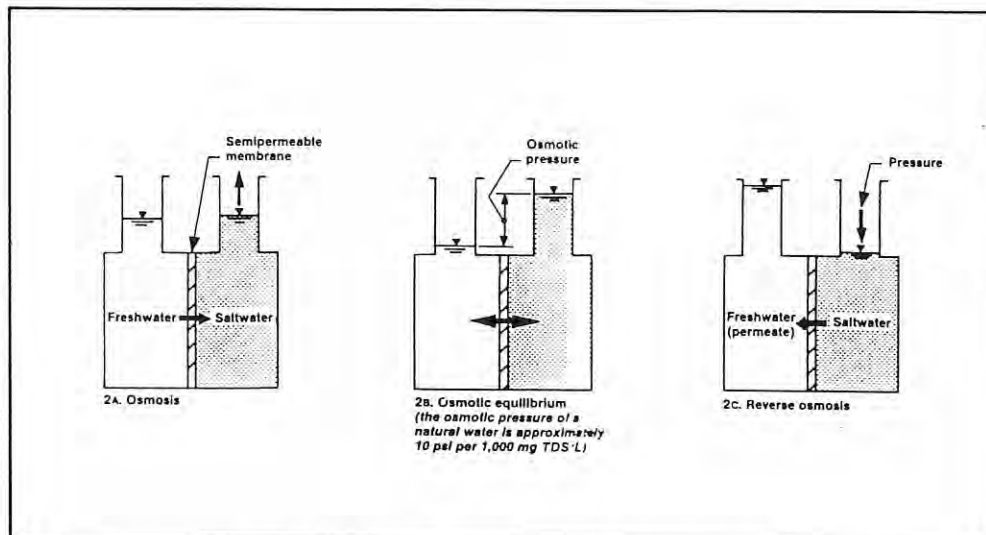 Semipermeable
membrane
Freshwater
Saltwater
2A. Osmosis
Osmotic
pressure
2B. Osmotic equilibrium
(the osmotic pressure of a
natural water is approximately
10 psi per 1,000 mg TDS/L)
Pressure
Freshwater
(permeate)
Saltwater
2C. Reverse osmosis